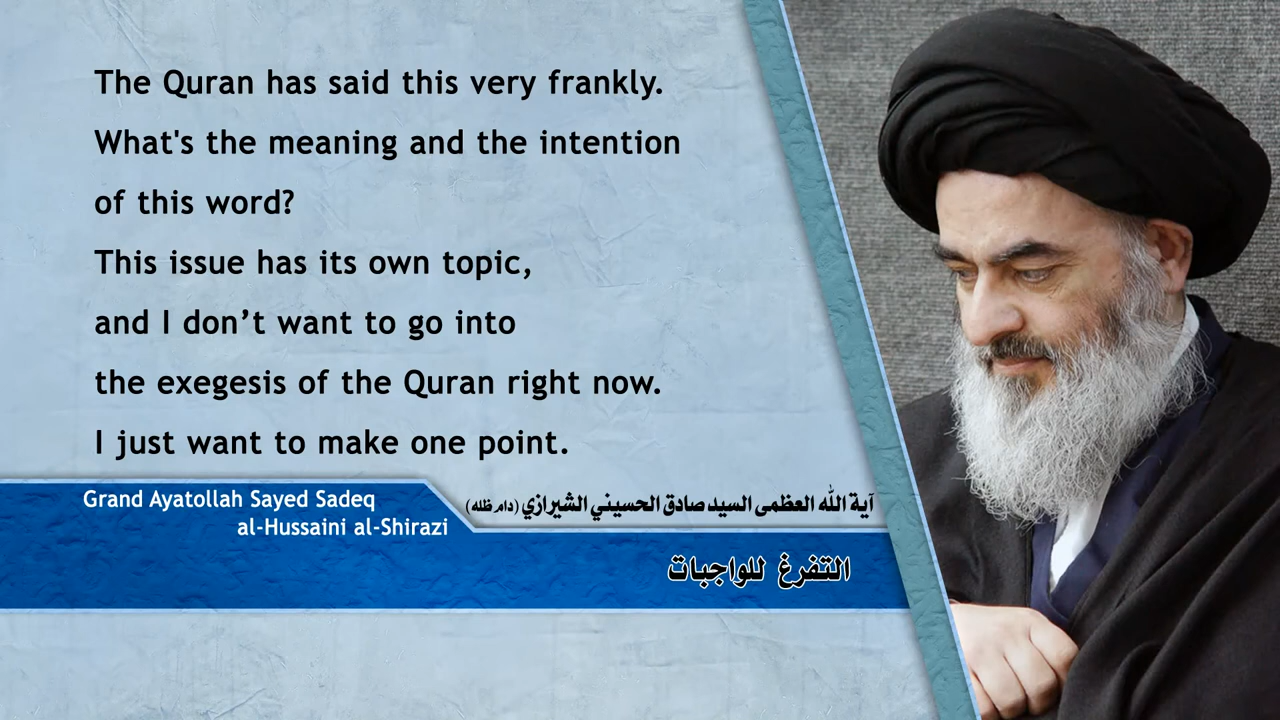 The Quran has said this very frankly.
What's the meaning and the intention
of this word?
This issue has its own topic,
and I don’t want to go into
the exegesis of the Quran right now.
I just want to make one point.
Grand Ayatollah Sayed Sadeq
al-Hussaini al-Shirazi
آية الله العظمى السيد صادق الحسيني الشيرازي (دام ظله)
التفرغ للواجبات